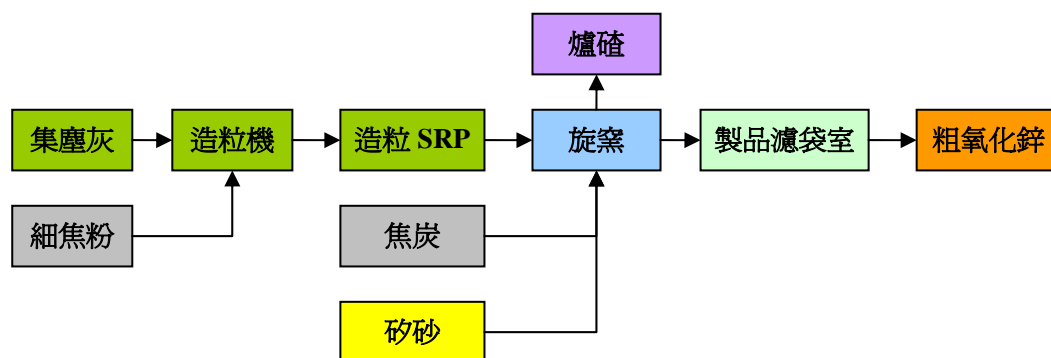 爐碴
集塵灰
造粒機
造粒 SRP
旋窯
製品濾袋室
粗氧化鋅
細焦粉
焦炭
矽砂